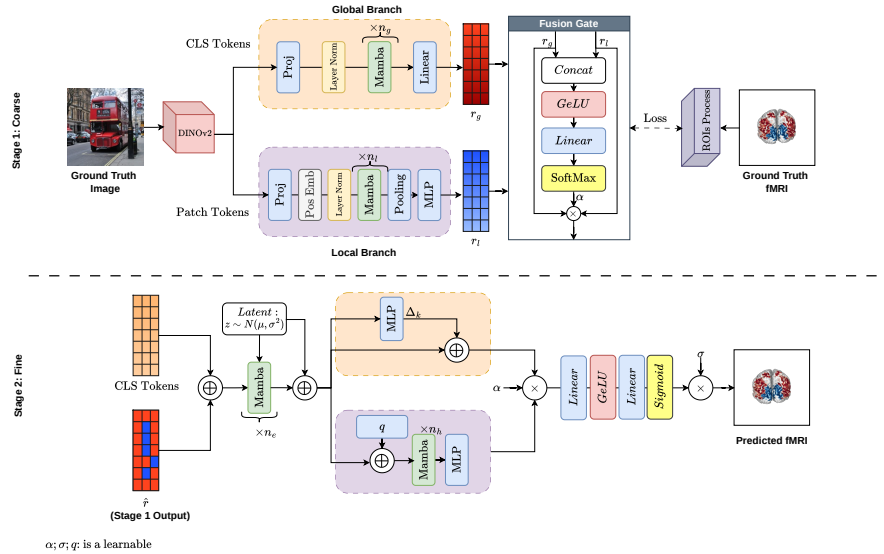 Stage 1: Coarse
Global Branch
CLS Tokens
Proj
Layer Norm
×n_g
Mamba
Linear
r_g
DINOv2
Ground Truth
Image
Patch Tokens
Proj
Pos Emb
Layer Norm
×n_l
Mamba
Pooling
MLP
r_l
Local Branch
Fusion Gate
r_g
r_l
Concat
GeLU
Linear
SoftMax
α
×
Loss
ROIs Process
Ground Truth
fMRI
Stage 2: Fine
CLS Tokens
r̂
(Stage 1 Output)
Latent :
z ∼ N(μ, σ²)
Mamba
×n_e
MLP
Δ_k
q
×n_h
Mamba
MLP
α
×
Linear
GeLU
Linear
Sigmoid
σ
×
Predicted fMRI
α; σ; q: is a learnable